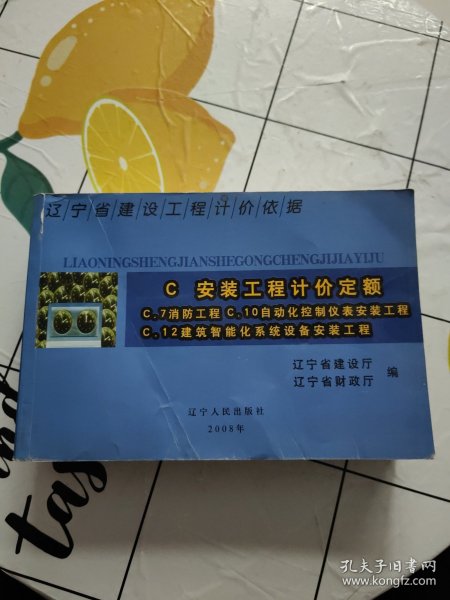 辽宁省建设工程计价依据
LIAONINGSHENGJIANSHEGONGCHENGJIJIAYIJU
C 安装工程计价定额
C.7消防工程 C.10自动化控制仪表安装工程
C.12建筑智能化系统设备安装工程
辽宁省建设厅
辽宁省财政厅 编
辽宁人民出版社
2008年
孔夫子旧书网
www.kongfz.com